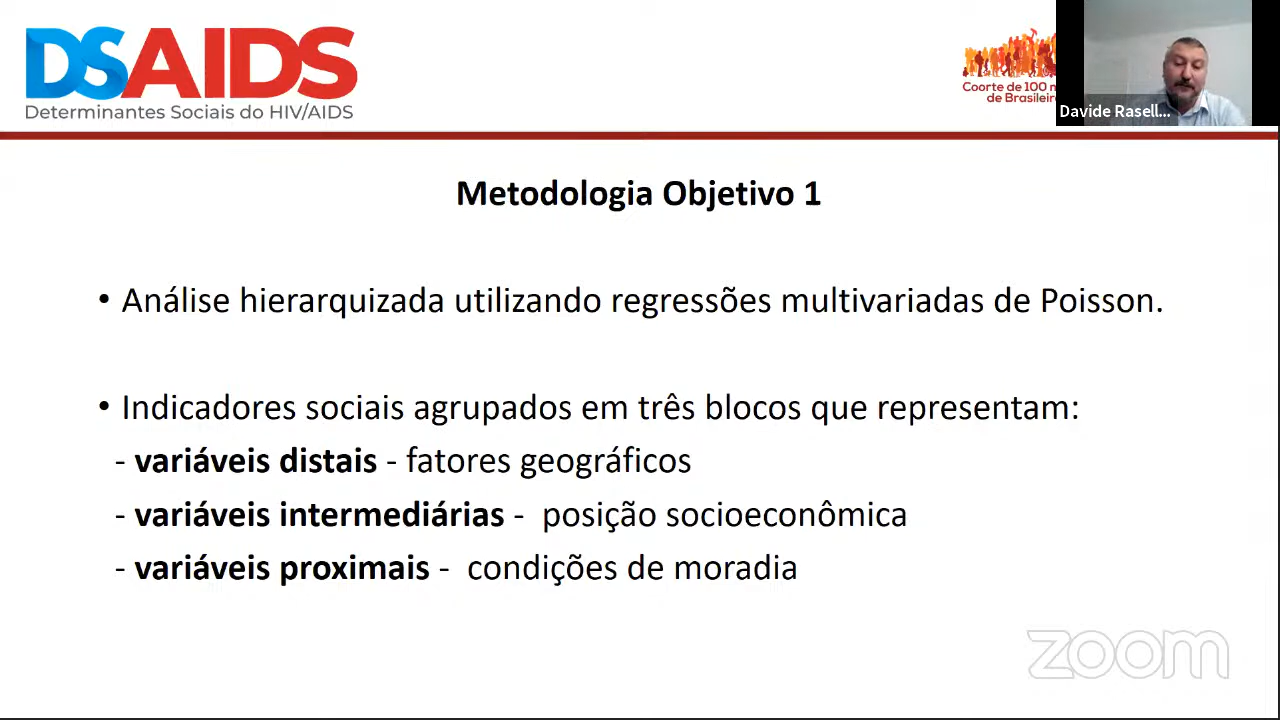 DSAIDS
Determinantes Sociais do HIV/AIDS
Coorte de 100 m
de Brasileir
Davide Rasell...
Metodologia Objetivo 1
• Análise hierarquizada utilizando regressões multivariadas de Poisson.
• Indicadores sociais agrupados em três blocos que representam:
- variáveis distais - fatores geográficos
- variáveis intermediárias - posição socioeconômica
- variáveis proximais - condições de moradia
zoom